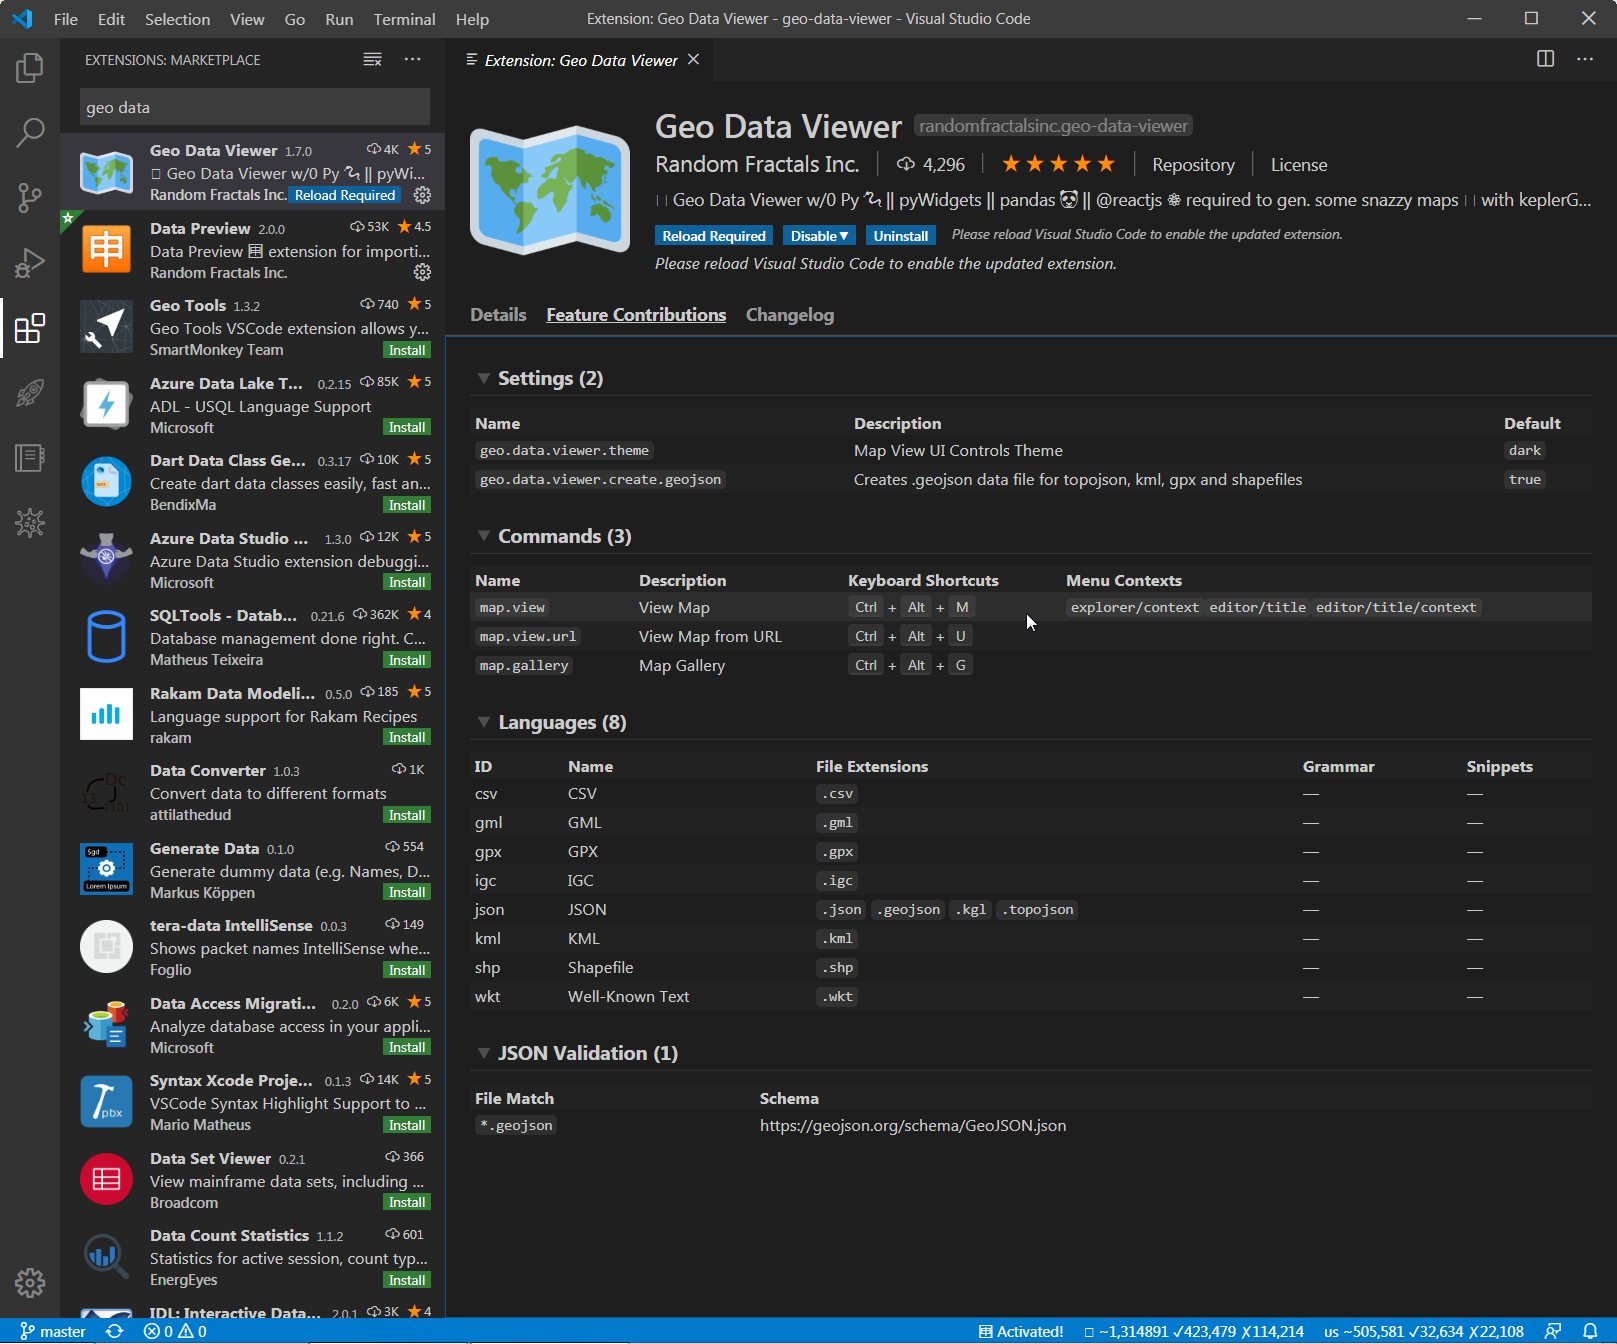 File Edit Selection View Go Run Terminal Help
Extension: Geo Data Viewer - geo-data-viewer - Visual Studio Code
EXTENSIONS: MARKETPLACE
geo data
Geo Data Viewer 1.7.0 4K ★5
Geo Data Viewer w/0 Py || pyWi...
Random Fractals Inc. Reload Required
Data Preview 2.0.0 53K ★4.5
Data Preview 🈸 extension for importi...
Random Fractals Inc.
Geo Tools 1.3.2 740 ★5
Geo Tools VSCode extension allows y...
SmartMonkey Team Install
Azure Data Lake T... 0.2.15 85K ★5
ADL - USQL Language Support
Microsoft Install
Dart Data Class Ge... 0.3.17 10K ★5
Create dart data classes easily, fast an...
BendixMa Install
Azure Data Studio ... 1.3.0 12K ★5
Azure Data Studio extension debuggi...
Microsoft Install
SQLTools - Datab... 0.21.6 362K ★4
Database management done right. C...
Matheus Teixeira Install
Rakam Data Modeli... 0.5.0 185 ★5
Language support for Rakam Recipes
rakam Install
Data Converter 1.0.3 1K
Convert data to different formats
attilathedud Install
Generate Data 0.1.0 554
Generate dummy data (e.g. Names, D...
Markus Köppen Install
tera-data IntelliSense 0.0.3 149
Shows packet names IntelliSense whe...
Foglio Install
Data Access Migrati... 0.2.0 6K ★5
Analyze database access in your appli...
Microsoft Install
Syntax Xcode Proje... 0.1.3 14K ★5
VSCode Syntax Highlight Support to ...
Mario Matheus Install
Data Set Viewer 0.2.1 366
View mainframe data sets, including ...
Broadcom Install
Data Count Statistics 1.1.2 601
Statistics for active session, count typ...
EnergEyes Install
IDL: Interactive Data... 2.0.1 3K ★4
Extension: Geo Data Viewer
Geo Data Viewer randomfractalsinc.geo-data-viewer
Random Fractals Inc. 4,296 ★★★★★ Repository License
Geo Data Viewer w/0 Py || pyWidgets || pandas 🐼 || @reactjs ⚛ required to gen. some snazzy maps with keplerG...
Reload Required Disable▼ Uninstall Please reload Visual Studio Code to enable the updated extension.
Please reload Visual Studio Code to enable the updated extension.
Details Feature Contributions Changelog
Settings (2)
Name Description Default
geo.data.viewer.theme Map View UI Controls Theme dark
geo.data.viewer.create.geojson Creates .geojson data file for topojson, kml, gpx and shapefiles true
Commands (3)
Name Description Keyboard Shortcuts Menu Contexts
map.view View Map Ctrl + Alt + M explorer/context editor/title editor/title/context
map.view.url View Map from URL Ctrl + Alt + U
map.gallery Map Gallery Ctrl + Alt + G
Languages (8)
ID Name File Extensions Grammar Snippets
csv CSV .csv — —
gml GML .gml — —
gpx GPX .gpx — —
igc IGC .igc — —
json JSON .json .geojson .kgl .topojson — —
kml KML .kml — —
shp Shapefile .shp — —
wkt Well-Known Text .wkt — —
JSON Validation (1)
File Match Schema
*.geojson https://geojson.org/schema/GeoJSON.json
master 0 0
🈸 Activated! ~1,314891 ✓423,479 ✗114,214 us ~505,581 ✓32,634 ✗22,108